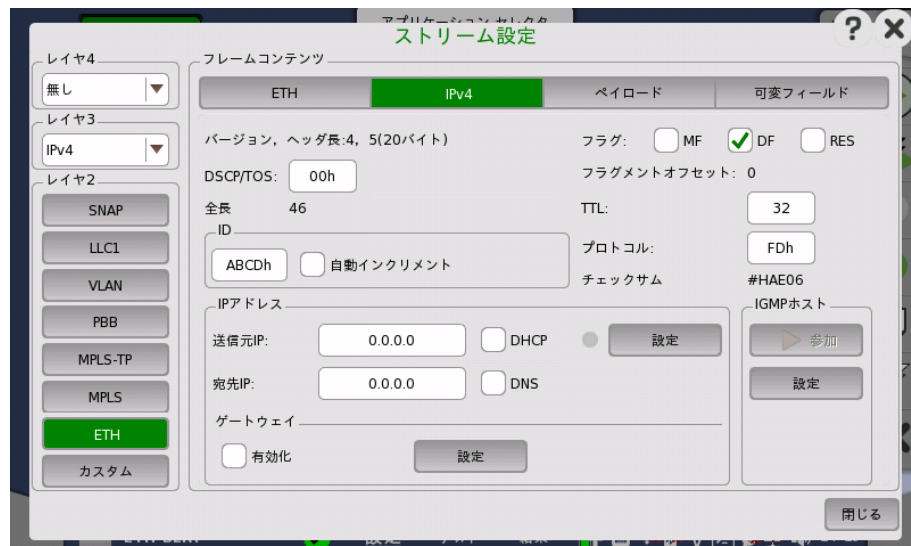 アプリケーション セレクタ
ストリーム設定
? ×
レイヤ4
無し
レイヤ3
IPv4
レイヤ2
SNAP
LLC1
VLAN
PBB
MPLS-TP
MPLS
ETH
カスタム
フレームコンテンツ
ETH IPv4 ペイロード 可変フィールド
バージョン, ヘッダ長:4, 5(20バイト)
フラグ: MF DF RES
DSCP/TOS: 00h
フラグメントオフセット: 0
全長 46
TTL: 32
ID
ABCDh 自動インクリメント
プロトコル: FDh
チェックサム #HAE06
IPアドレス
送信元IP: 0.0.0.0 DHCP 設定
宛先IP: 0.0.0.0 DNS
ゲートウェイ
有効化 設定
IGMPホスト
参加
設定
閉じる